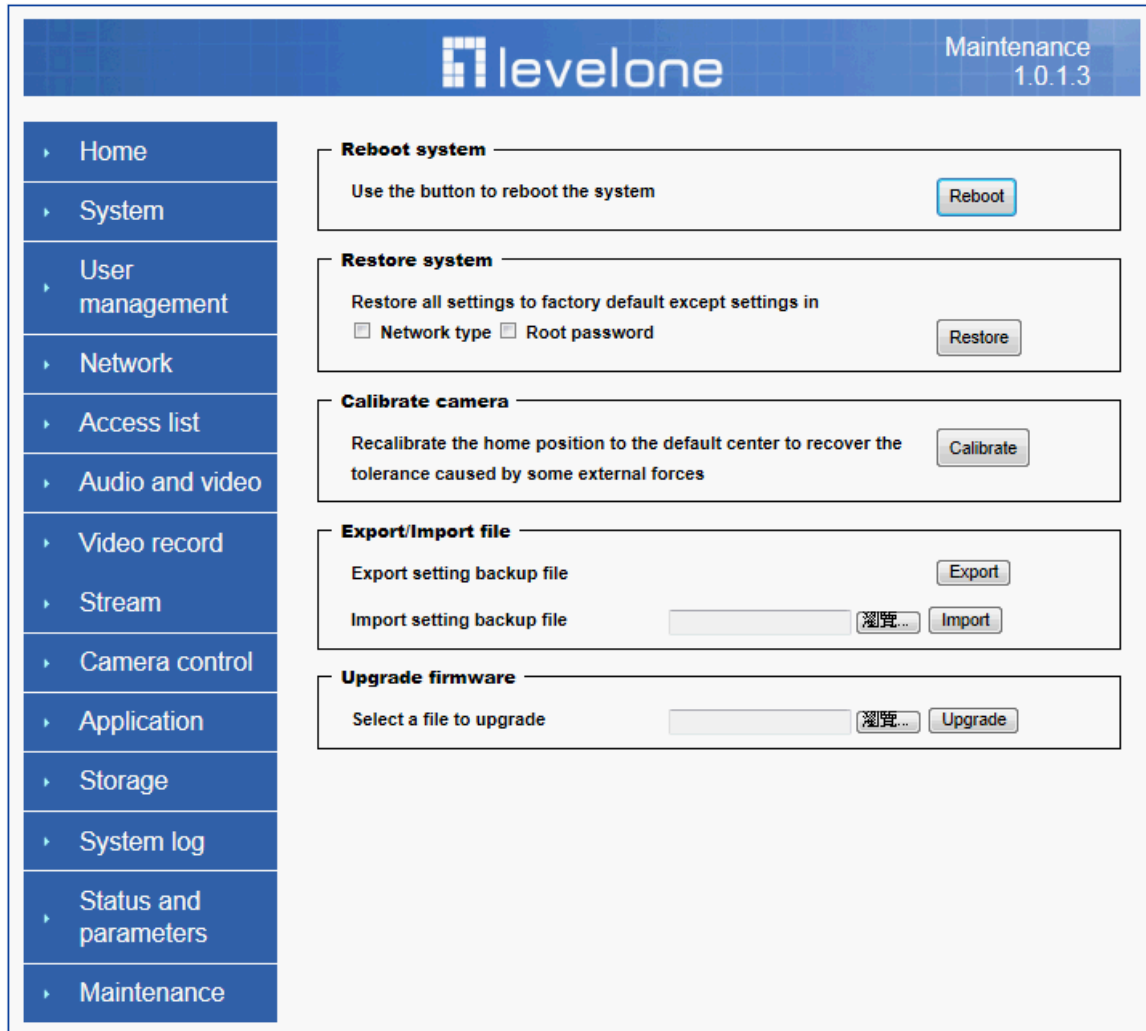 levelone
Maintenance
1.0.1.3
Home
System
User
management
Network
Access list
Audio and video
Video record
Stream
Camera control
Application
Storage
System log
Status and
parameters
Maintenance
Reboot system
Use the button to reboot the system
Reboot
Restore system
Restore all settings to factory default except settings in
Network type Root password
Restore
Calibrate camera
Recalibrate the home position to the default center to recover the
tolerance caused by some external forces
Calibrate
Export/Import file
Export setting backup file
Export
Import setting backup file
瀏覽...
Import
Upgrade firmware
Select a file to upgrade
瀏覽...
Upgrade